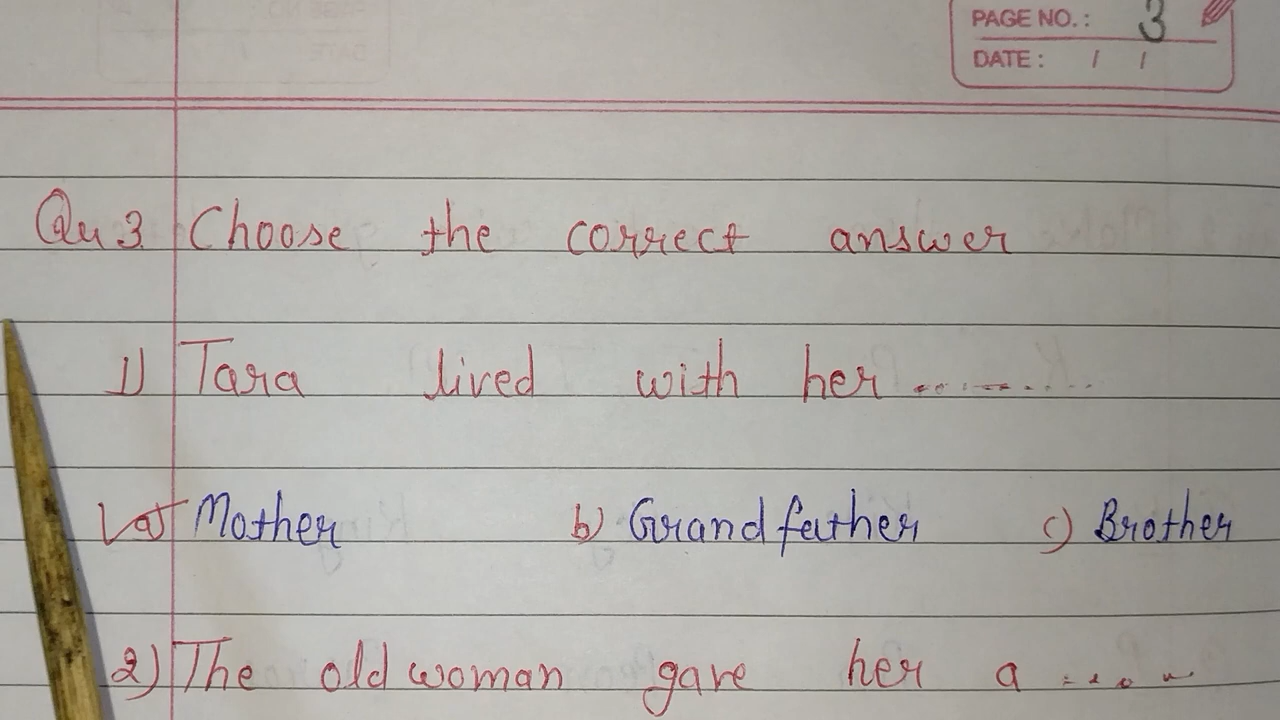 PAGE NO.: 3
DATE: / /
Qu 3 Choose the correct answer
1) Tara lived with her ..........
a) Mother b) Grandfather c) Brother
2) The old woman gave her a .....